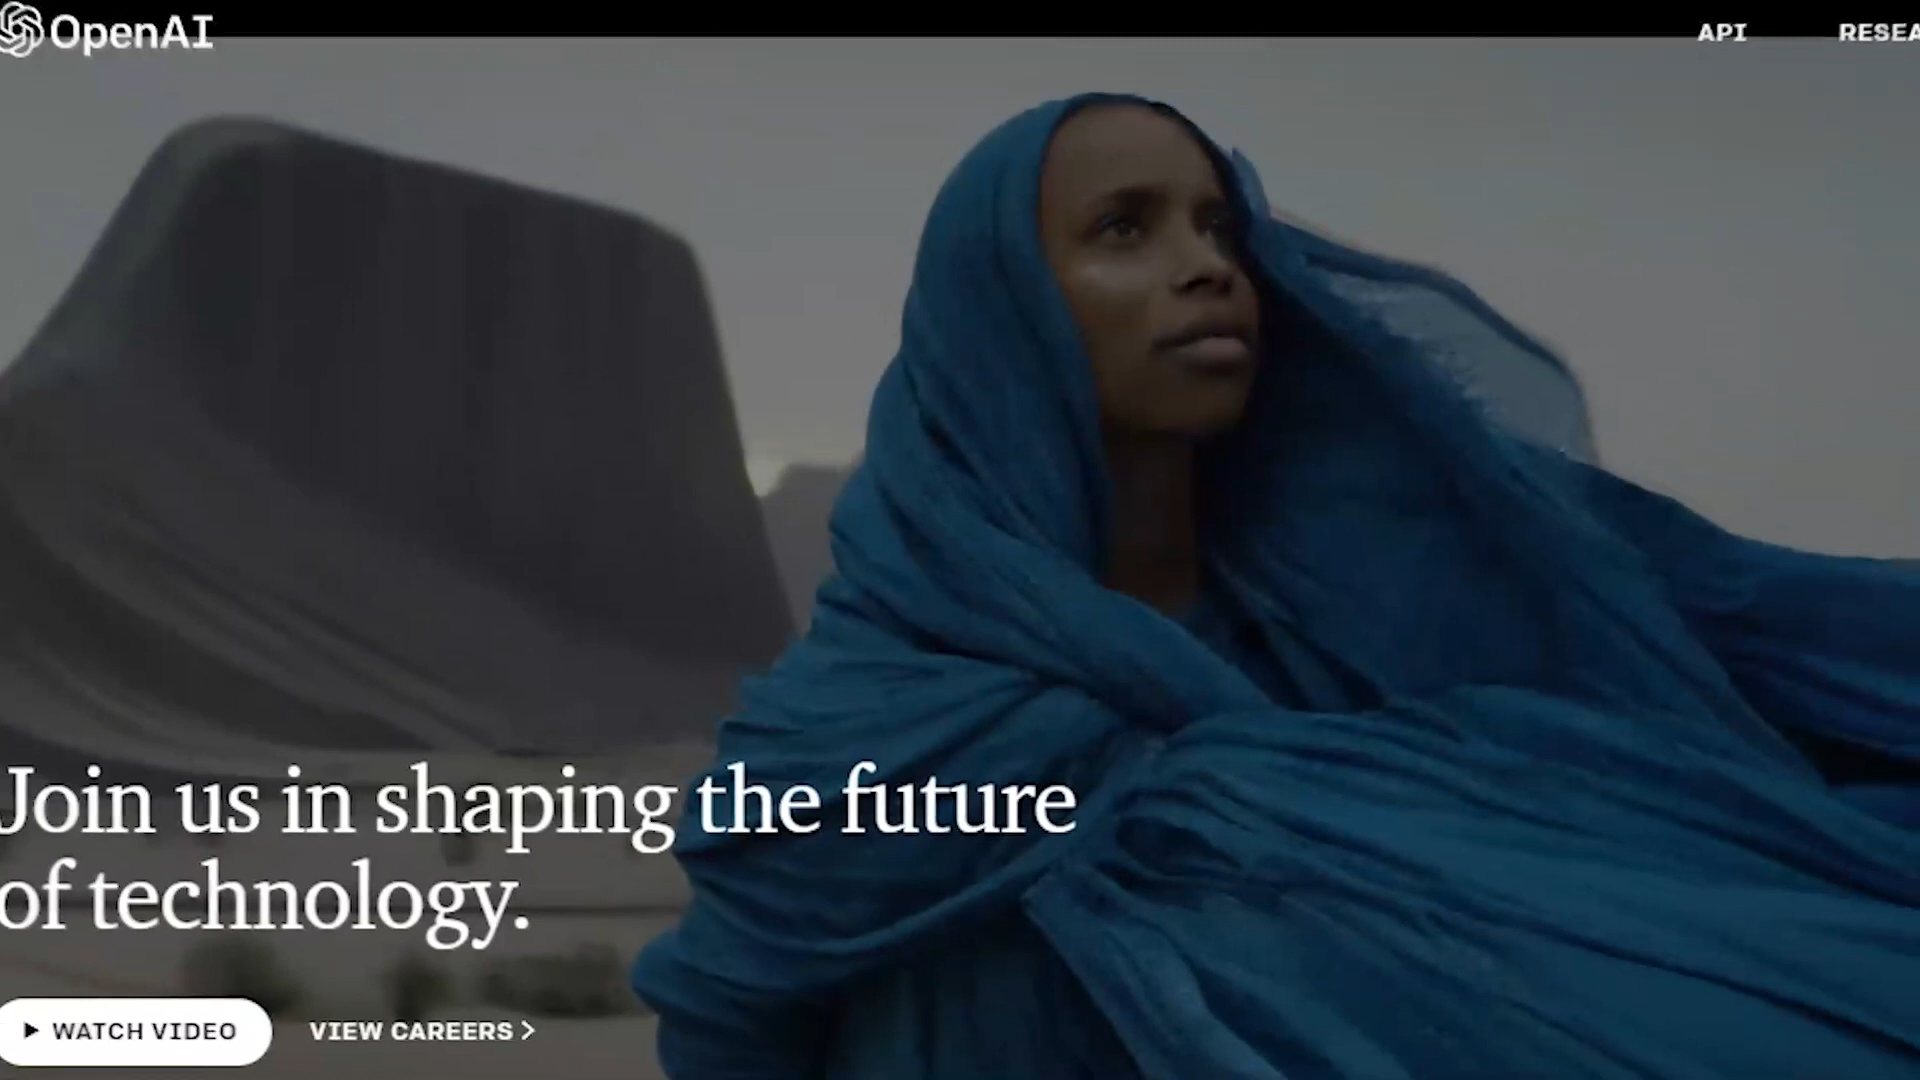 OpenAI
API
Join us in shaping the future
of technology.
WATCH VIDEO
VIEW CAREERS